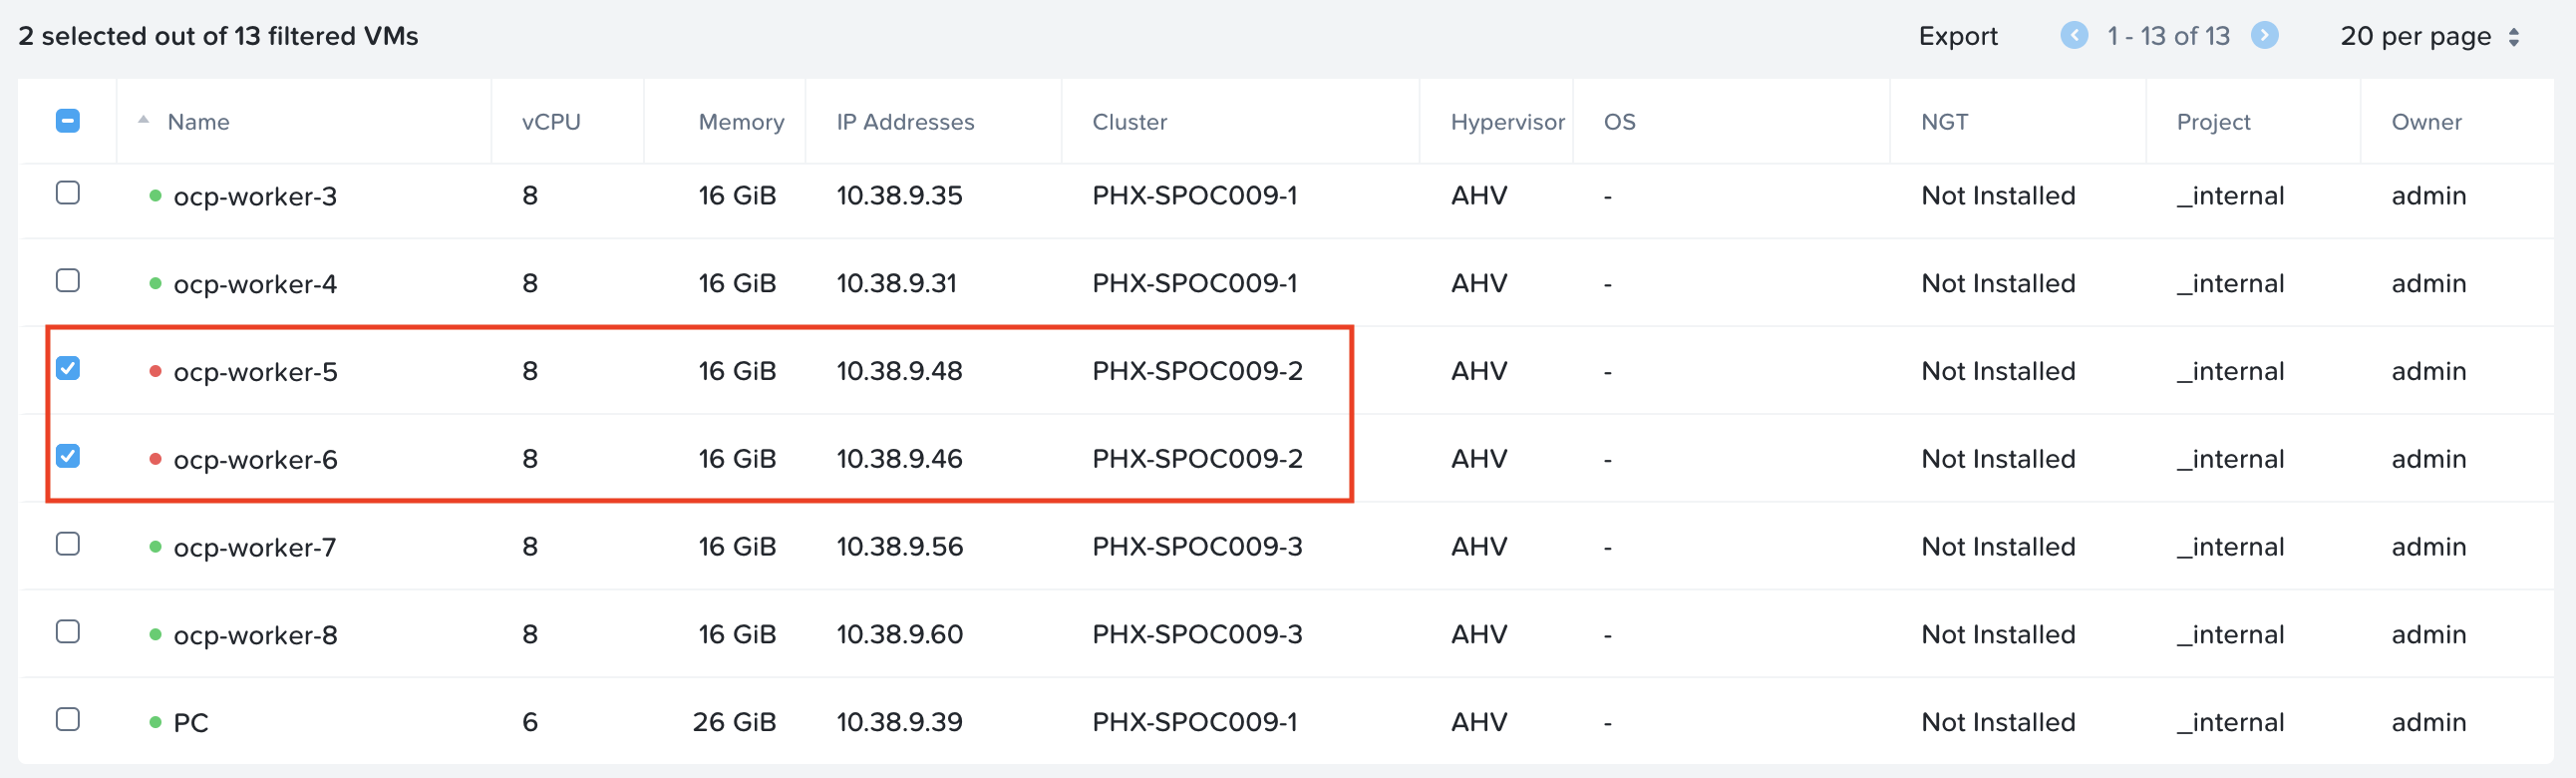 2 selected out of 13 filtered VMs Export 1 - 13 of 13 20 per page
Name vCPU Memory IP Addresses Cluster Hypervisor OS NGT Project Owner
ocp-worker-3 8 16 GiB 10.38.9.35 PHX-SPOC009-1 AHV - Not Installed _internal admin
ocp-worker-4 8 16 GiB 10.38.9.31 PHX-SPOC009-1 AHV - Not Installed _internal admin
ocp-worker-5 8 16 GiB 10.38.9.48 PHX-SPOC009-2 AHV - Not Installed _internal admin
ocp-worker-6 8 16 GiB 10.38.9.46 PHX-SPOC009-2 AHV - Not Installed _internal admin
ocp-worker-7 8 16 GiB 10.38.9.56 PHX-SPOC009-3 AHV - Not Installed _internal admin
ocp-worker-8 8 16 GiB 10.38.9.60 PHX-SPOC009-3 AHV - Not Installed _internal admin
PC 6 26 GiB 10.38.9.39 PHX-SPOC009-1 AHV - Not Installed _internal admin